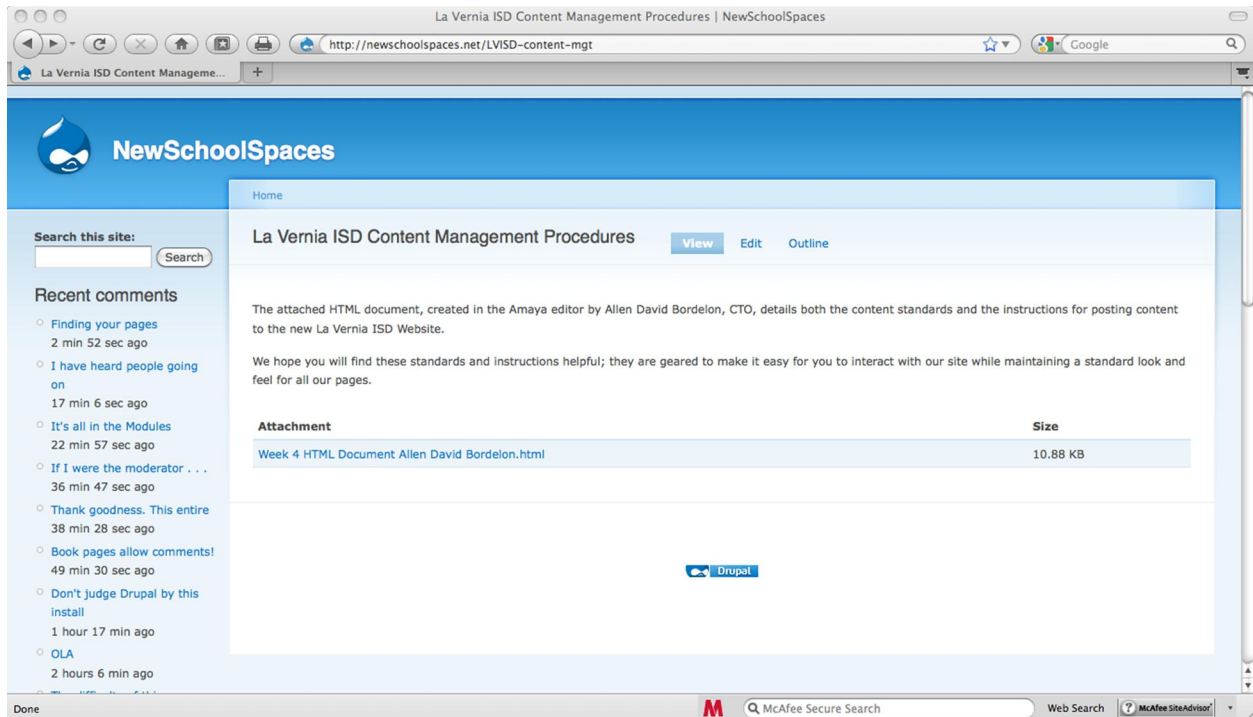 La Vernia ISD Content Management Procedures | NewSchoolSpaces
http://newschoolspaces.net/LVISD-content-mgt
Google
La Vernia ISD Content Manageme...
NewSchoolSpaces
Home
Search this site:
Search
Recent comments
Finding your pages
2 min 52 sec ago
I have heard people going
on
17 min 6 sec ago
It's all in the Modules
22 min 57 sec ago
If I were the moderator . . .
36 min 47 sec ago
Thank goodness. This entire
38 min 28 sec ago
Book pages allow comments!
49 min 30 sec ago
Don't judge Drupal by this
install
1 hour 17 min ago
OLA
2 hours 6 min ago
La Vernia ISD Content Management Procedures
View Edit Outline
The attached HTML document, created in the Amaya editor by Allen David Bordelon, CTO, details both the content standards and the instructions for posting content
to the new La Vernia ISD Website.
We hope you will find these standards and instructions helpful; they are geared to make it easy for you to interact with our site while maintaining a standard look and
feel for all our pages.
Attachment Size
Week 4 HTML Document Allen David Bordelon.html 10.88 KB
Drupal
Done
McAfee Secure Search
Web Search
McAfee SiteAdvisor